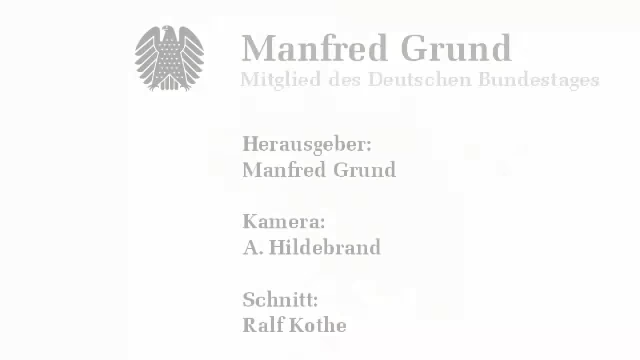 Manfred Grund
Mitglied des Deutschen Bundestages
Herausgeber:
Manfred Grund
Kamera:
A. Hildebrand
Schnitt:
Ralf Kothe